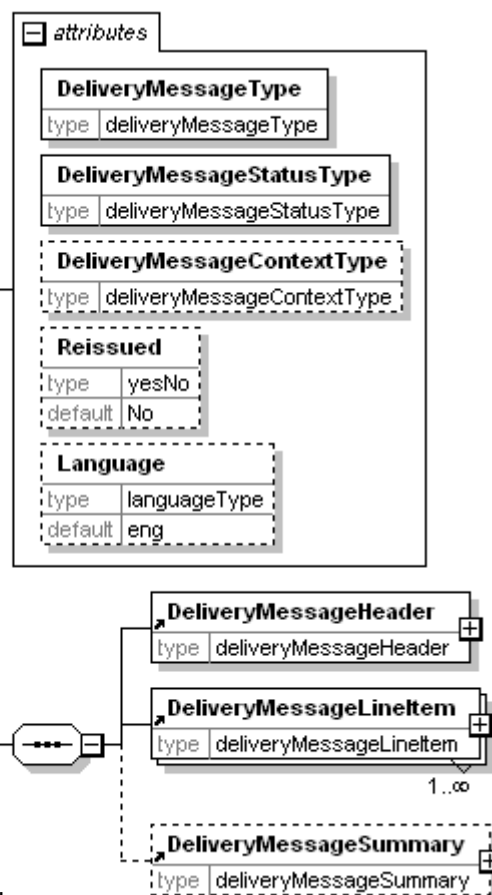 attributes
DeliveryMessageType
type deliveryMessageType
DeliveryMessageStatusType
type deliveryMessageStatusType
DeliveryMessageContextType
type deliveryMessageContextType
Reissued
type yesNo
default No
Language
type languageType
default eng
DeliveryMessageHeader
type deliveryMessageHeader
DeliveryMessageLineItem
type deliveryMessageLineItem
1..∞
DeliveryMessageSummary
type deliveryMessageSummary